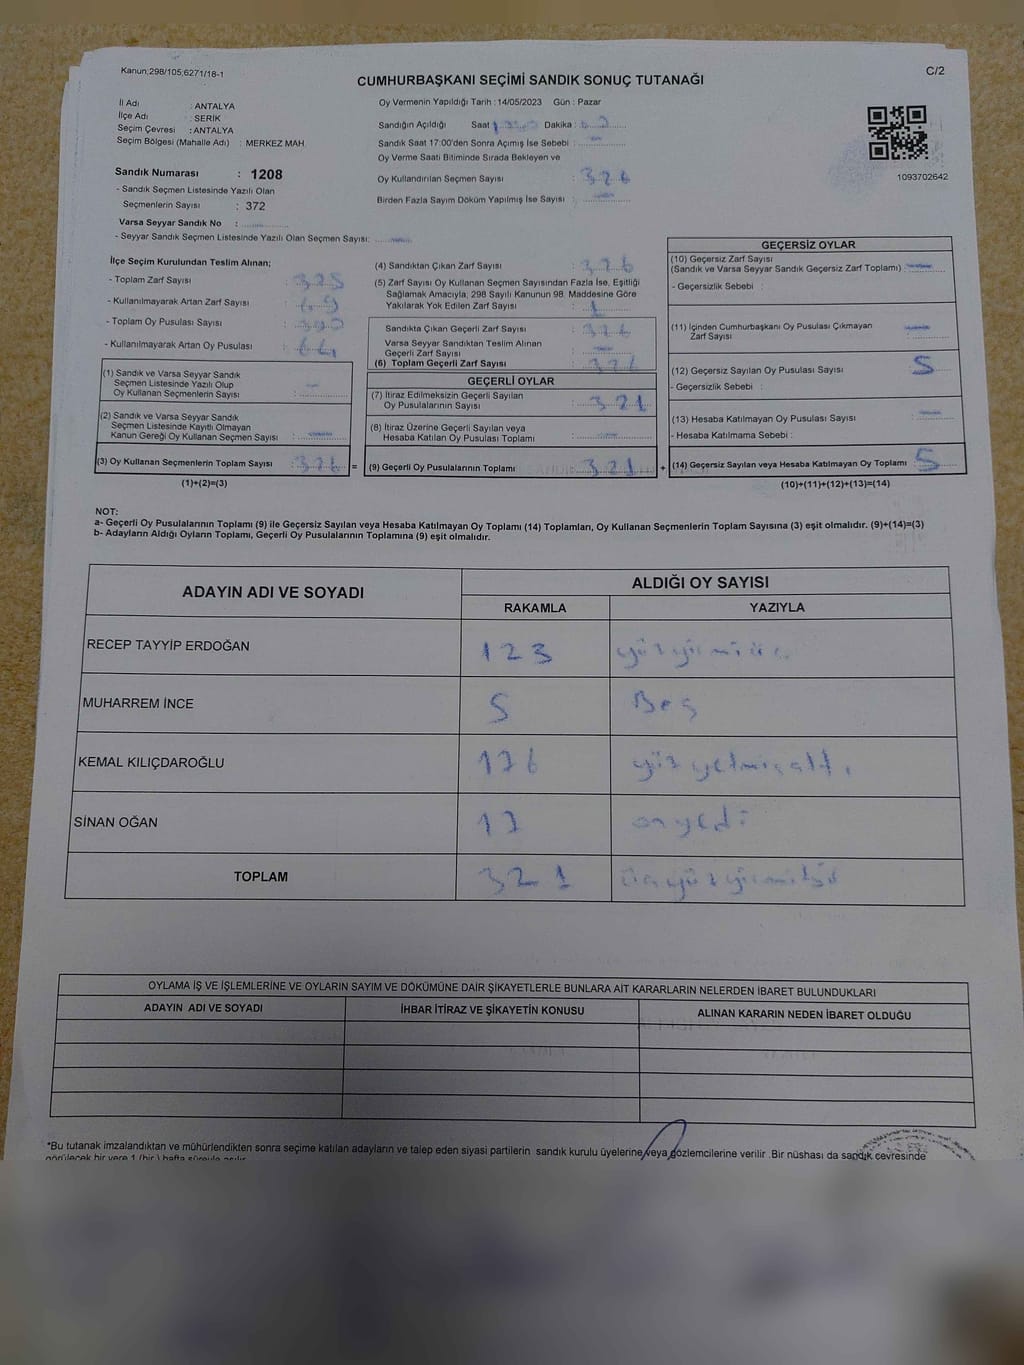 Kanun;298/105;6271/18-1
C/2
CUMHURBAŞKANI SEÇİMİ SANDIK SONUÇ TUTANAĞI
İl Adı : ANTALYA
İlçe Adı : SERİK
Seçim Çevresi : ANTALYA
Seçim Bölgesi (Mahalle Adı) : MERKEZ MAH.
Sandık Numarası : 1208
- Sandık Seçmen Listesinde Yazılı Olan
Seçmenlerin Sayısı : 372
Varsa Seyyar Sandık No :
- Seyyar Sandık Seçmen Listesinde Yazılı Olan Seçmen Sayısı:
Oy Vermenin Yapıldığı Tarih : 14/05/2023 Gün : Pazar
Sandığın Açıldığı Saat Dakika :
Sandık Saat 17:00'den Sonra Açımış İse Sebebi :
Oy Verme Saati Bitiminde Sırada Bekleyen ve
Oy Kullandırılan Seçmen Sayısı : 326
Birden Fazla Sayım Döküm Yapılmış İse Sayısı :
1093702642
İlçe Seçim Kurulundan Teslim Alınan;
- Toplam Zarf Sayısı :
- Kullanılmayarak Artan Zarf Sayısı :
- Toplam Oy Pusulası Sayısı :
- Kullanılmayarak Artan Oy Pusulası :
(1) Sandık ve Varsa Seyyar Sandık
Seçmen Listesinde Yazılı Olup
Oy Kullanan Seçmenlerin Sayısı :
(2) Sandık ve Varsa Seyyar Sandık
Seçmen Listesinde Kayıtlı Olmayan
Kanun Gereği Oy Kullanan Seçmen Sayısı :
(3) Oy Kullanan Seçmenlerin Toplam Sayısı : 326 =
(1)+(2)=(3)
(4) Sandıktan Çıkan Zarf Sayısı : 326
(5) Zarf Sayısı Oy Kullanan Seçmen Sayısından Fazla İse, Eşitliği
Sağlamak Amacıyla, 298 Sayılı Kanunun 98. Maddesine Göre
Yakılarak Yok Edilen Zarf Sayısı :
Sandıkta Çıkan Geçerli Zarf Sayısı : 326
Varsa Seyyar Sandıktan Teslim Alınan
Geçerli Zarf Sayısı :
(6) Toplam Geçerli Zarf Sayısı : 326
GEÇERLİ OYLAR
(7) İtiraz Edilmeksizin Geçerli Sayılan
Oy Pusulalarının Sayısı : 321
(8) İtiraz Üzerine Geçerli Sayılan veya
Hesaba Katılan Oy Pusulası Toplamı :
(9) Geçerli Oy Pusulalarının Toplamı : 321 +
GEÇERSİZ OYLAR
(10) Geçersiz Zarf Sayısı
(Sandık ve Varsa Seyyar Sandık Geçersiz Zarf Toplamı) :
- Geçersizlik Sebebi :
(11) İçinden Cumhurbaşkanı Oy Pusulası Çıkmayan
Zarf Sayısı :
(12) Geçersiz Sayılan Oy Pusulası Sayısı : 5
- Geçersizlik Sebebi :
(13) Hesaba Katılmayan Oy Pusulası Sayısı :
- Hesaba Katılmama Sebebi :
(14) Geçersiz Sayılan veya Hesaba Katılmayan Oy Toplamı : 5
(10)+(11)+(12)+(13)=(14)
NOT:
a- Geçerli Oy Pusulalarının Toplamı (9) ile Geçersiz Sayılan veya Hesaba Katılmayan Oy Toplamı (14) Toplamları, Oy Kullanan Seçmenlerin Toplam Sayısına (3) eşit olmalıdır. (9)+(14)=(3)
b- Adayların Aldığı Oyların Toplamı, Geçerli Oy Pusulalarının Toplamına (9) eşit olmalıdır.
ADAYIN ADI VE SOYADI
ALDIĞI OY SAYISI
RAKAMLA YAZIYLA
RECEP TAYYİP ERDOĞAN 123 yüzyirmiüç
MUHARREM İNCE 5 Beş
KEMAL KILIÇDAROĞLU 176 yüzyetmişaltı
SİNAN OĞAN 17 onyedi
TOPLAM 321 üçyüzyirmibir
OYLAMA İŞ VE İŞLEMLERİNE VE OYLARIN SAYIM VE DÖKÜMÜNE DAİR ŞİKAYETLERLE BUNLARA AİT KARARLARIN NELERDEN İBARET BULUNDUKLARI
ADAYIN ADI VE SOYADI İHBAR İTİRAZ VE ŞİKAYETİN KONUSU ALINAN KARARIN NEDEN İBARET OLDUĞU
*Bu tutanak imzalandıktan ve mühürlendikten sonra seçime katılan adayların ve talep eden siyasi partilerin sandık kurulu üyelerine veya gözlemcilerine verilir .Bir nüshası da sandık çevresinde
görülecek bir yere 1 (bir ) hafta süreyle asılır.